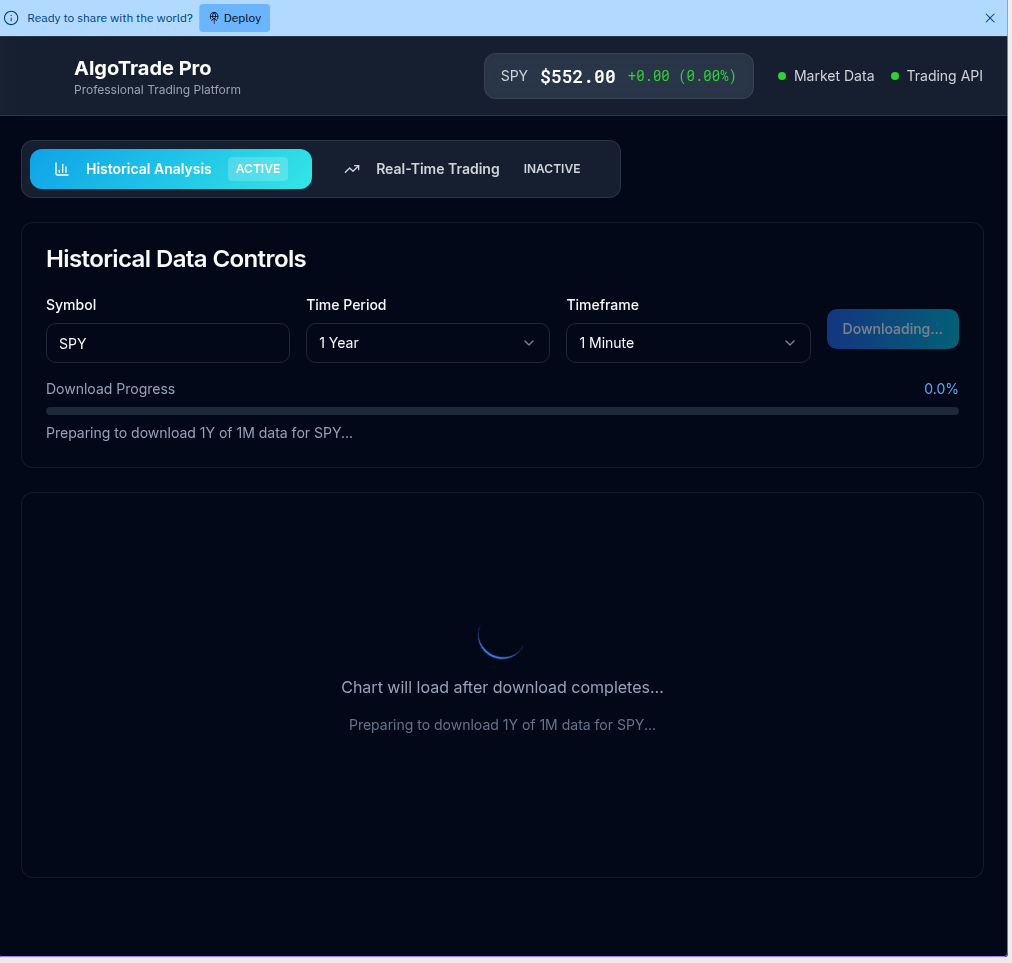 Ready to share with the world? Deploy
AlgoTrade Pro
Professional Trading Platform
SPY $552.00 +0.00 (0.00%)
Market Data
Trading API
Historical Analysis ACTIVE
Real-Time Trading INACTIVE
Historical Data Controls
Symbol Time Period Timeframe
SPY 1 Year 1 Minute Downloading...
Download Progress 0.0%
Preparing to download 1Y of 1M data for SPY...
Chart will load after download completes...
Preparing to download 1Y of 1M data for SPY...